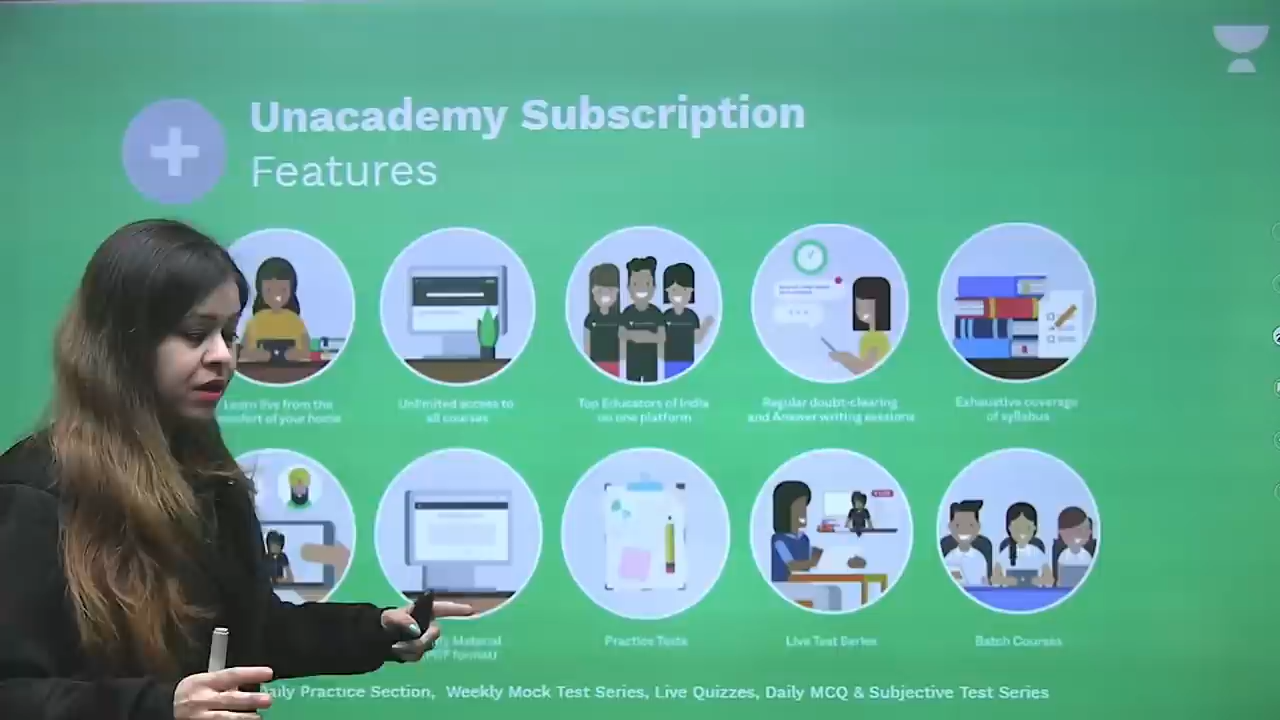 Unacademy Subscription
Features
Learn live from the
comfort of your home
Unlimited access to
all courses
Top Educators of India
on one platform
Regular doubt-clearing
and Answer writing sessions
Exhaustive coverage
of syllabus
Material
Practice Tests
Live Test Series
Batch Courses
Daily Practice Section, Weekly Mock Test Series, Live Quizzes, Daily MCQ & Subjective Test Series